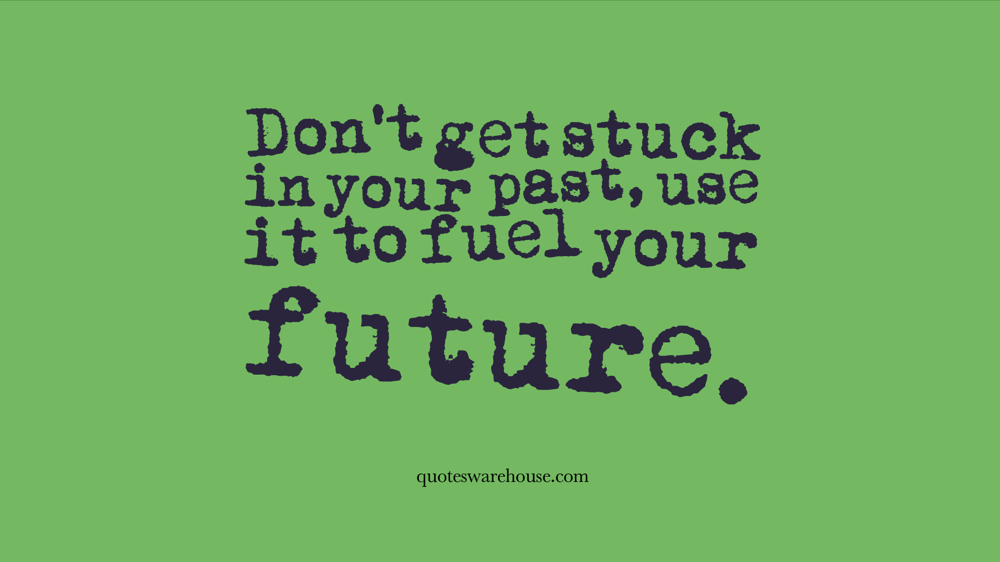 Don't get stuck
in your past, use
it to fuel your
future.
quoteswarehouse.com